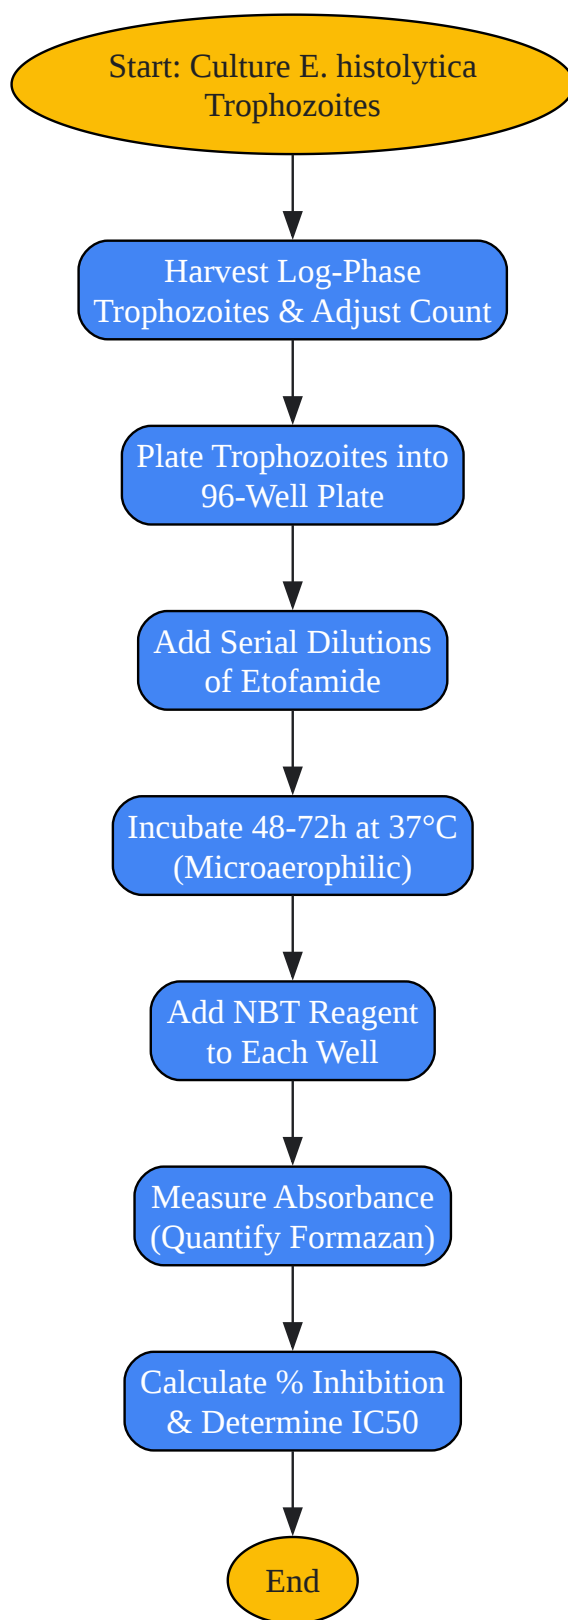 Start: Culture E. histolytica
Trophozoites
Harvest Log-Phase
Trophozoites & Adjust Count
Plate Trophozoites into
96-Well Plate
Add Serial Dilutions
of Etofamide
Incubate 48-72h at 37°C
(Microaerophilic)
Add NBT Reagent
to Each Well
Measure Absorbance
(Quantify Formazan)
Calculate % Inhibition
& Determine IC50
End